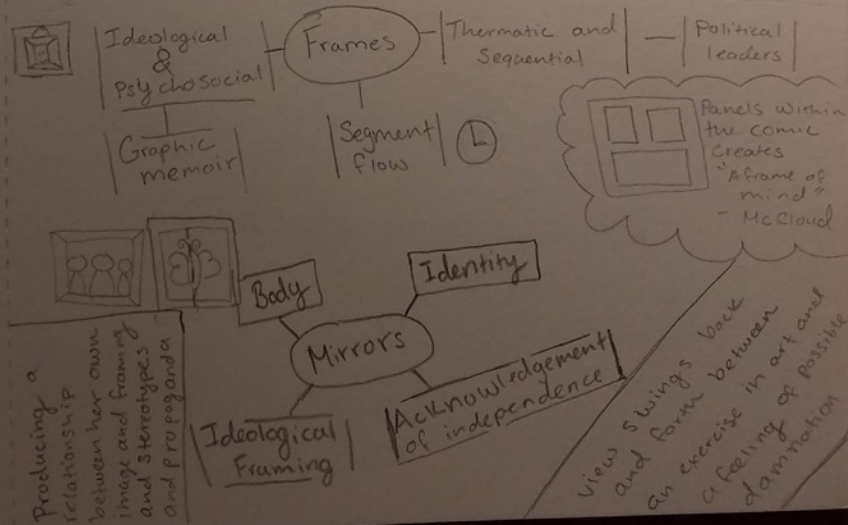 Ideological
&
Psychosocial
Frames
Thermatic and
Sequential
Political
leaders
Graphic
memoir
Segment
flow
Panels within
the comic
creates
"A frame of
mind"
- McCloud
Body
Identity
Mirrors
Ideological
Framing
Acknowledgement
of independence
Producing a
relationship
between her own
image and framing
and stereotypes
and propaganda
view swings back
and forth between
an exercise in art and
a feeling of possible
damnation